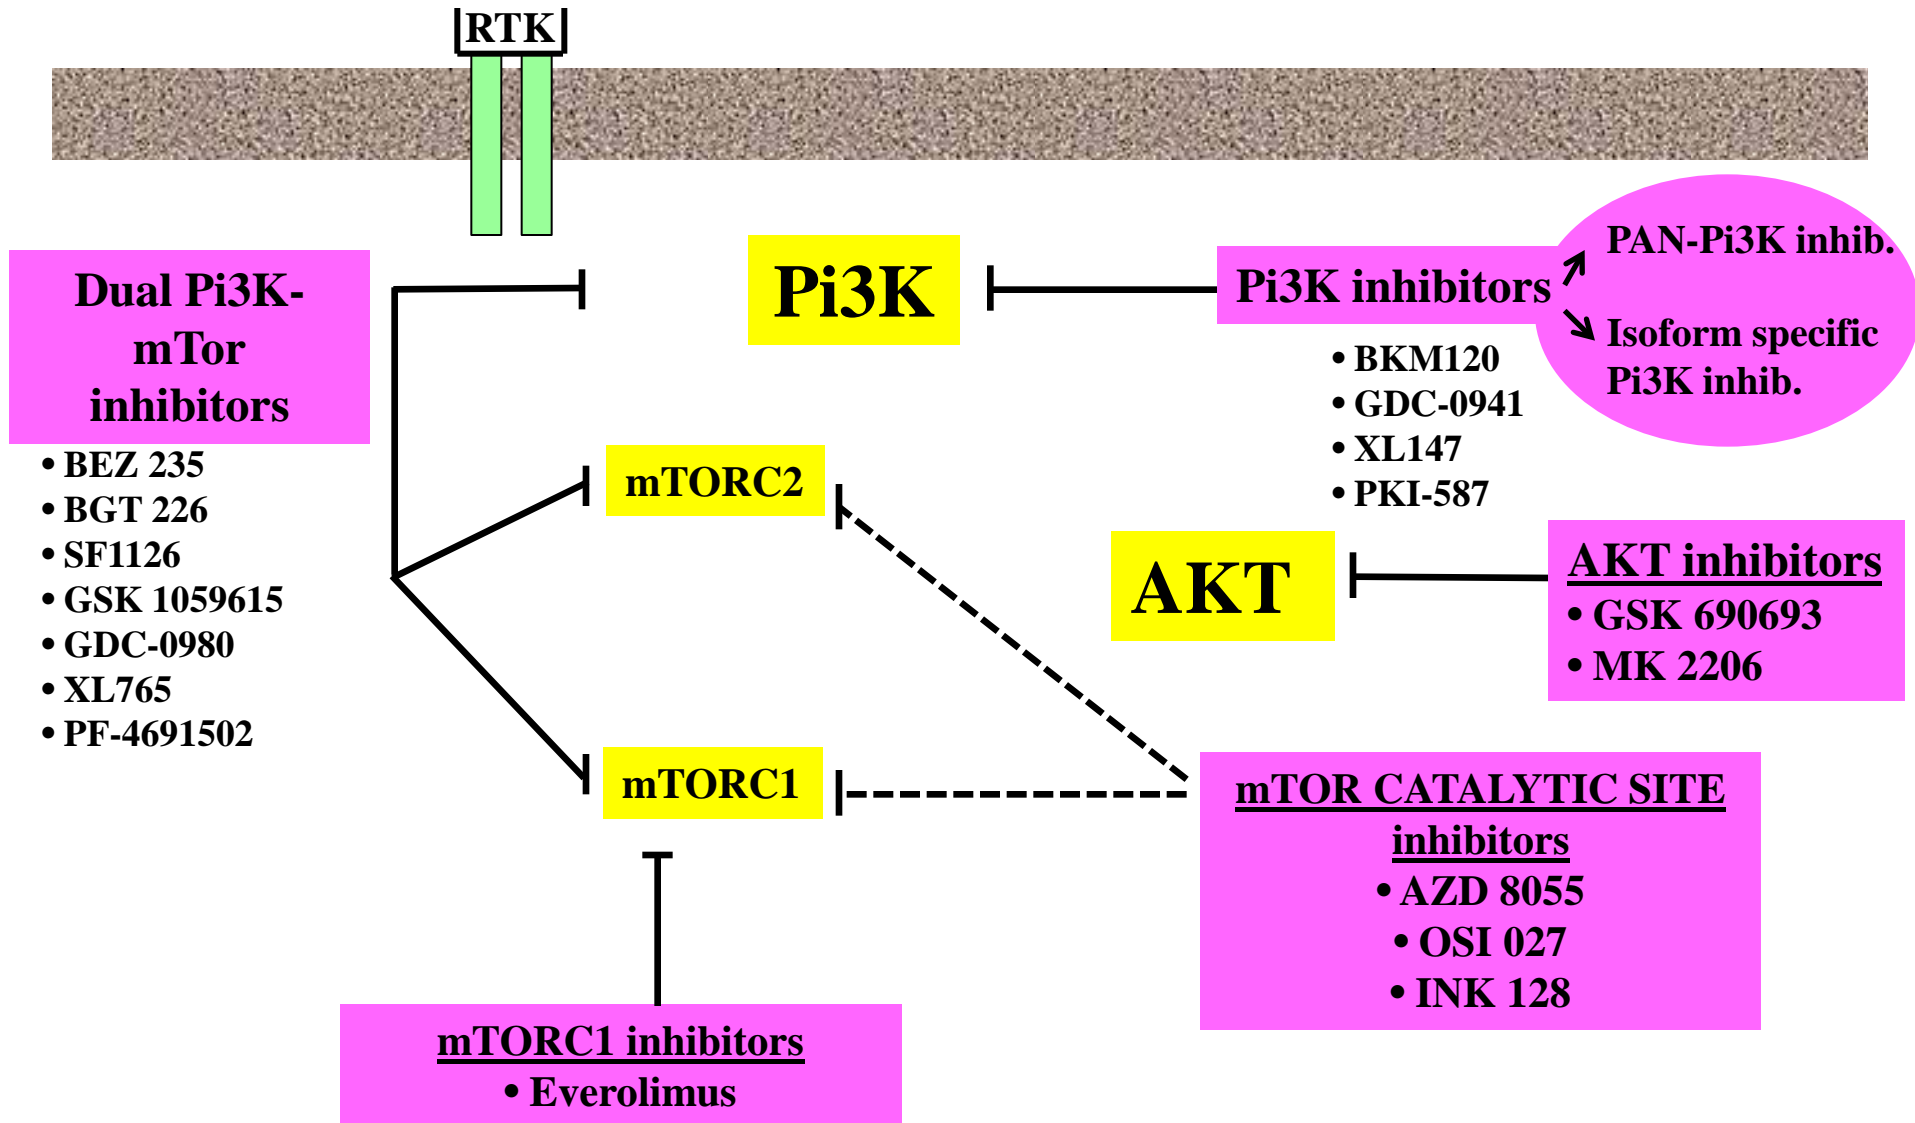 RTK
Dual Pi3K-
mTor
inhibitors
• BEZ 235
• BGT 226
• SF1126
• GSK 1059615
• GDC-0980
• XL765
• PF-4691502
Pi3K
Pi3K inhibitors
PAN-Pi3K inhib.
Isoform specific
Pi3K inhib.
• BKM120
• GDC-0941
• XL147
• PKI-587
mTORC2
AKT
AKT inhibitors
• GSK 690693
• MK 2206
mTORC1
mTOR CATALYTIC SITE
inhibitors
• AZD 8055
• OSI 027
• INK 128
mTORC1 inhibitors
• Everolimus